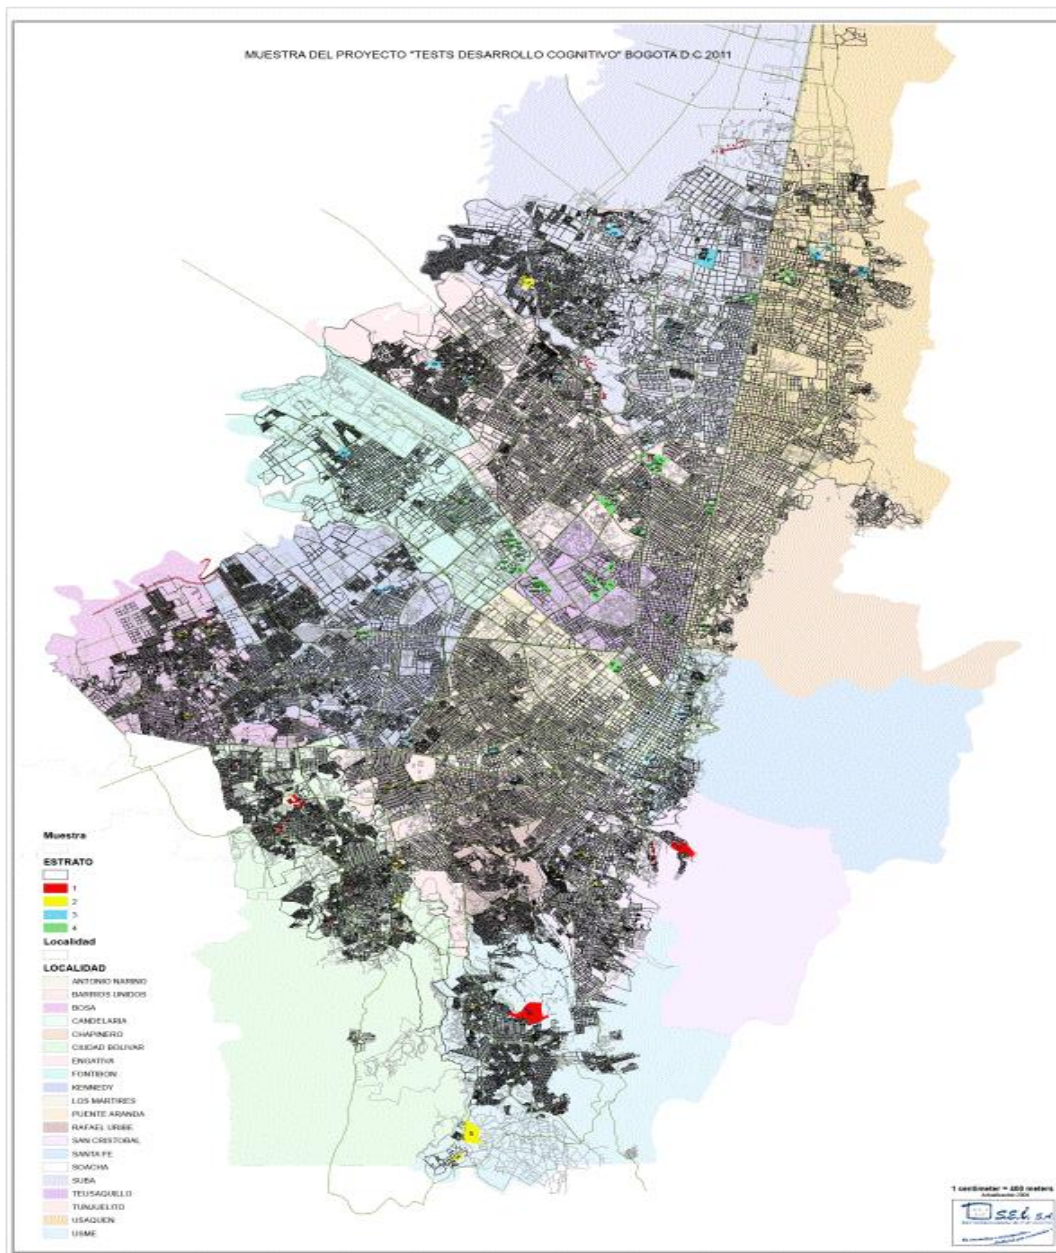 MUESTRA DEL PROYECTO "TESTS DESARROLLO COGNITIVO" BOGOTA D.C.2011
Muestra
ESTRATO
1
2
3
4
Localidad
LOCALIDAD
ANTONIO NARINO
BARRIOS UNIDOS
BOSA
CANDELARIA
CHAPINERO
CIUDAD BOLIVAR
ENGATIVA
FONTIBON
KENNEDY
LOS MARTIRES
PUENTE ARANDA
RAFAEL URIBE
SAN CRISTOBAL
SANTA FE
SOACHA
SUBA
TEUSAQUILLO
TUNJUELITO
USAQUEN
USME
1 centimeter = 400 meters
S.E.I. S.A